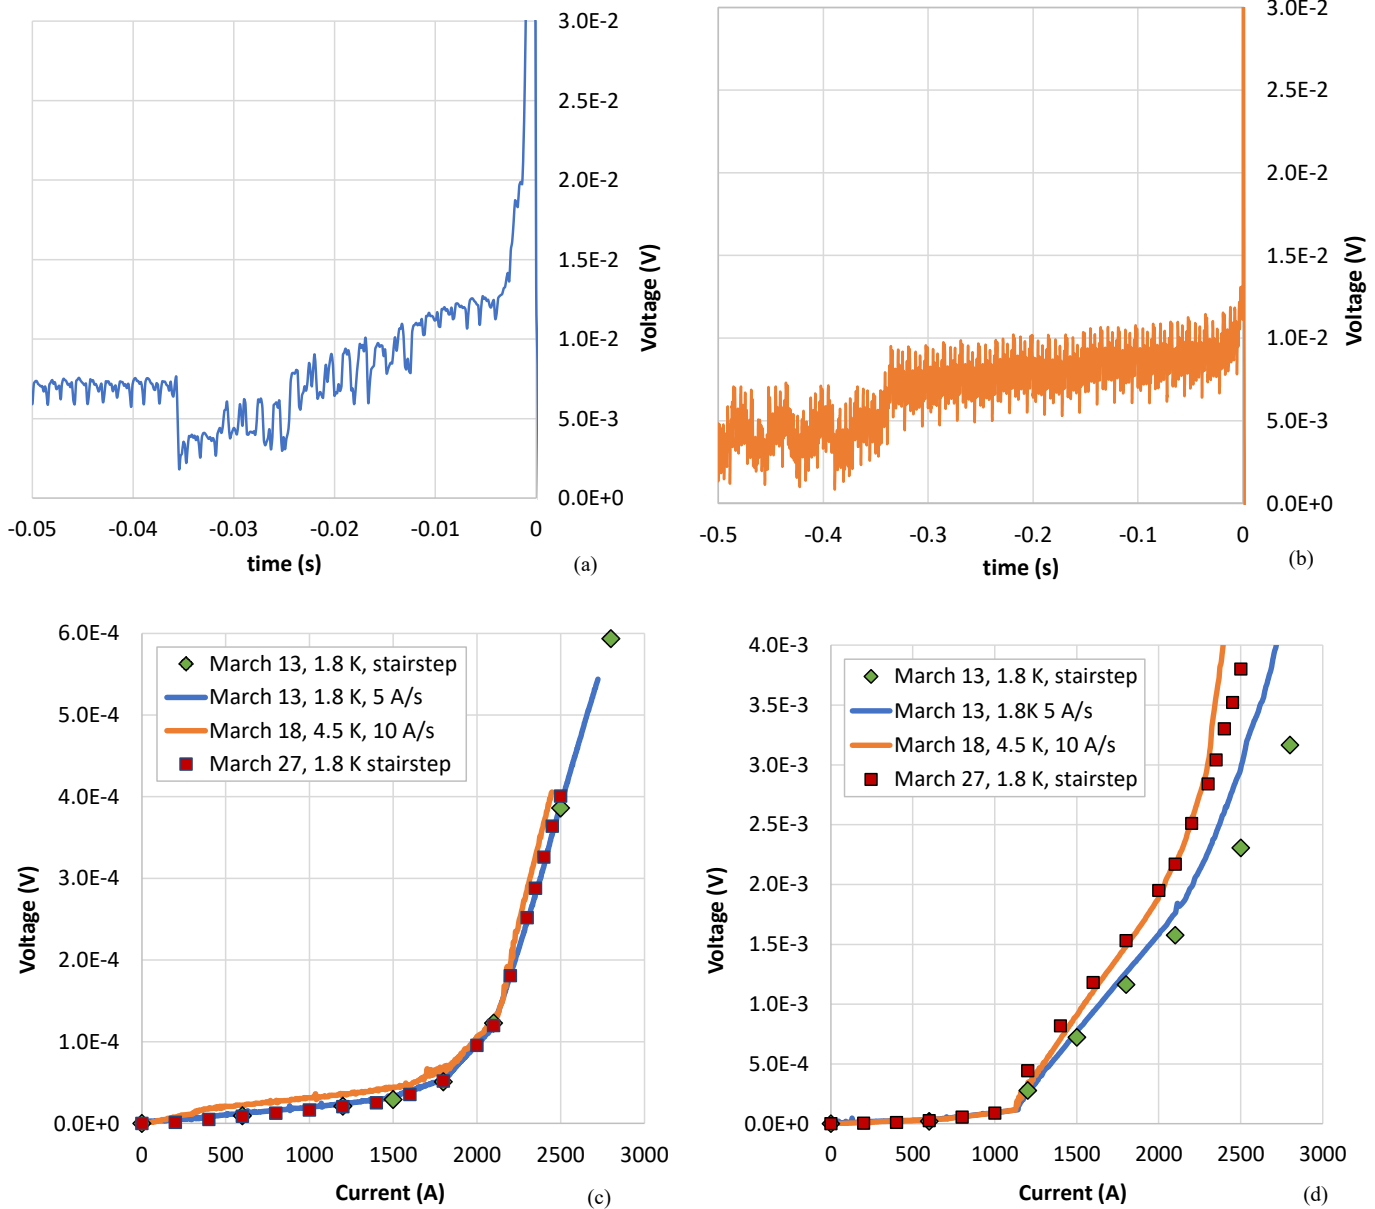 3.0E-2
2.5E-2
2.0E-2
1.5E-2
1.0E-2
5.0E-3
0.0E+0
Voltage (V)
-0.05 -0.04 -0.03 -0.02 -0.01 0
time (s)
(a)
3.0E-2
2.5E-2
2.0E-2
1.5E-2
1.0E-2
5.0E-3
0.0E+0
Voltage (V)
-0.5 -0.4 -0.3 -0.2 -0.1 0
time (s)
(b)
6.0E-4
5.0E-4
4.0E-4
3.0E-4
2.0E-4
1.0E-4
0.0E+0
Voltage (V)
March 13, 1.8 K, stairstep
March 13, 1.8 K, 5 A/s
March 18, 4.5 K, 10 A/s
March 27, 1.8 K stairstep
0 500 1000 1500 2000 2500 3000
Current (A)
(c)
4.0E-3
3.5E-3
3.0E-3
2.5E-3
2.0E-3
1.5E-3
1.0E-3
5.0E-4
0.0E+0
Voltage (V)
March 13, 1.8 K, stairstep
March 13, 1.8K 5 A/s
March 18, 4.5 K, 10 A/s
March 27, 1.8 K, stairstep
0 500 1000 1500 2000 2500 3000
Current (A)
(d)